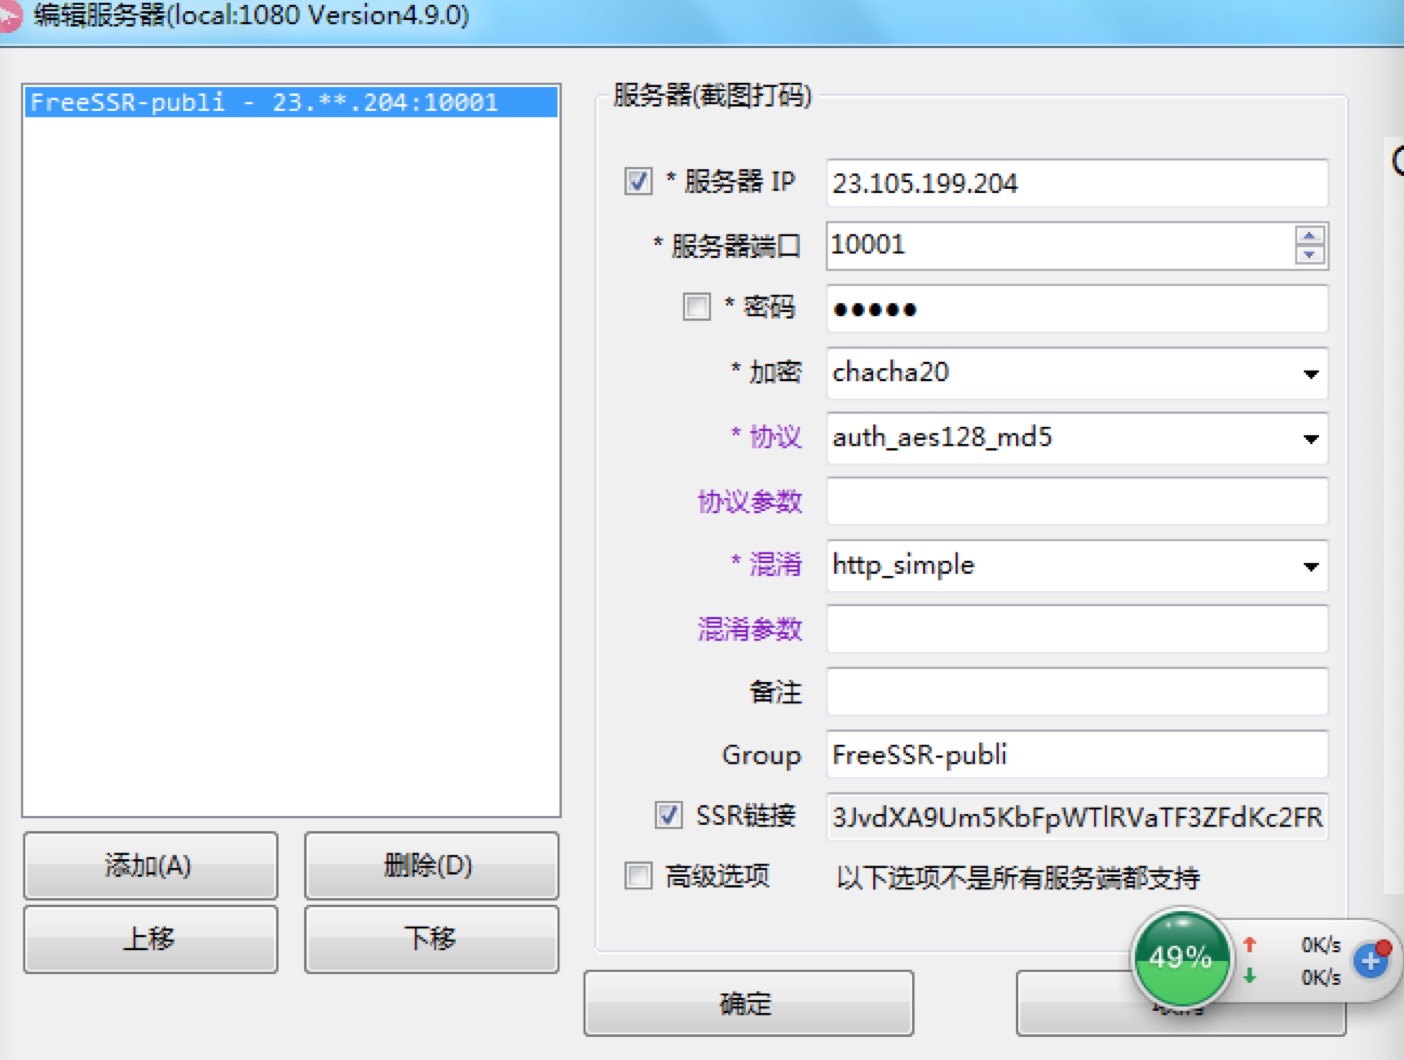 编辑服务器(local:1080 Version4.9.0)
FreeSSR-publi - 23.**.204:10001
服务器(截图打码)
* 服务器 IP
23.105.199.204
* 服务器端口
10001
* 密码
●●●●●
* 加密
chacha20
* 协议
auth_aes128_md5
协议参数
* 混淆
http_simple
混淆参数
备注
Group
FreeSSR-publi
SSR链接
3JvdXA9Um5KbFpWTlRVaTF3ZFdKc2FR
高级选项
以下选项不是所有服务端都支持
添加(A)
删除(D)
上移
下移
确定
49%
0K/s
0K/s